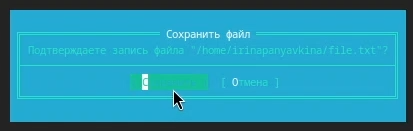 Сохранить файл
Подтверждаете запись файла "/home/irinapanyavkina/file.txt"?
[ Отмена ]